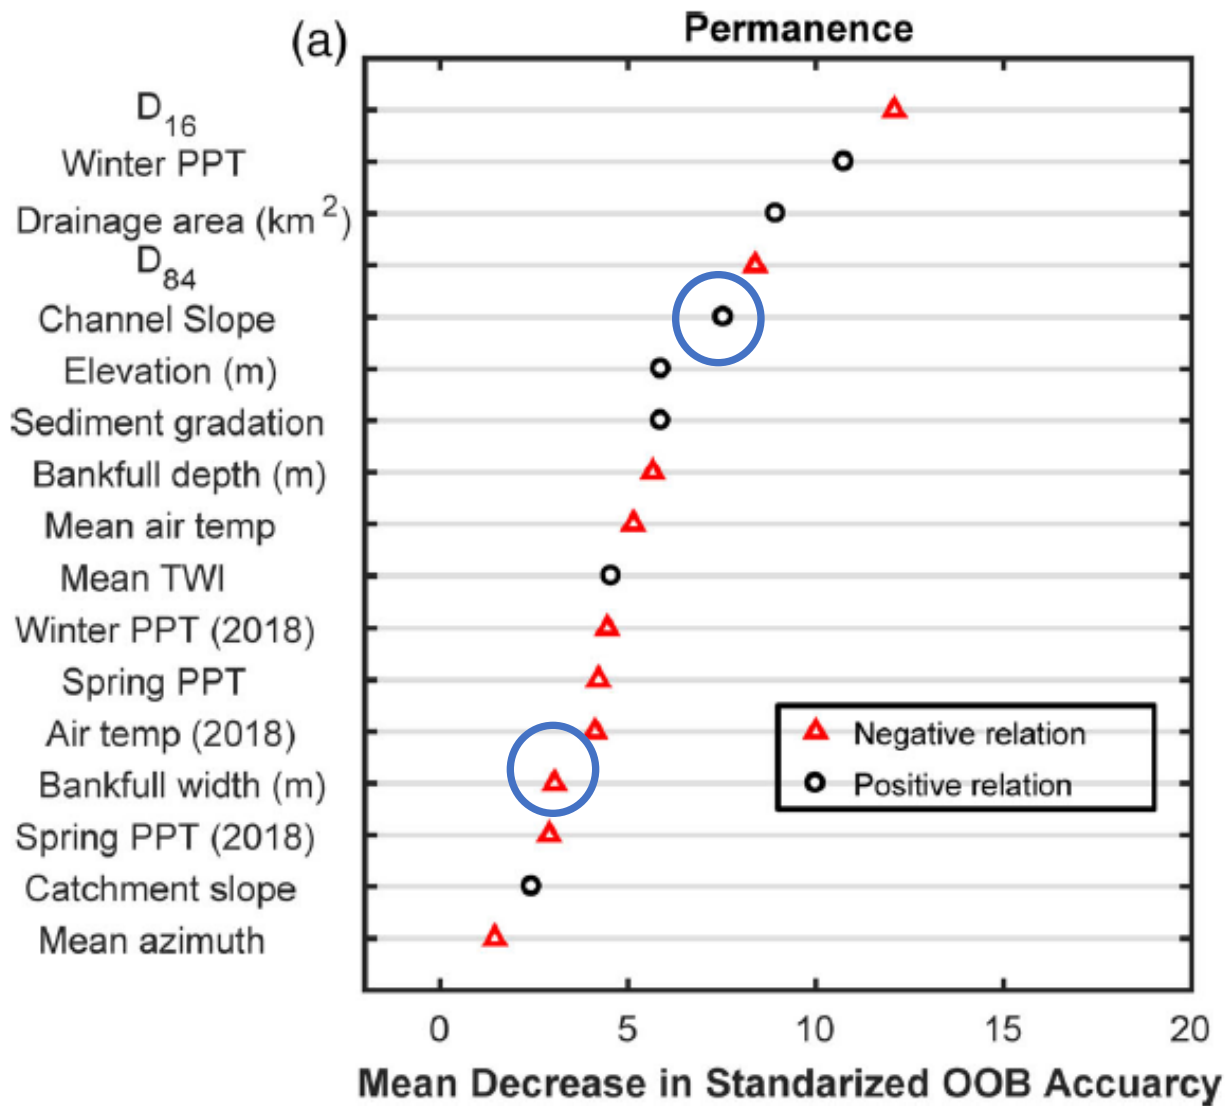 (a)
Permanence
D16
Winter PPT
Drainage area (km2)
D84
Channel Slope
Elevation (m)
Sediment gradation
Bankfull depth (m)
Mean air temp
Mean TWI
Winter PPT (2018)
Spring PPT
Air temp (2018)
Bankfull width (m)
Spring PPT (2018)
Catchment slope
Mean azimuth
Negative relation
Positive relation
0 5 10 15 20
Mean Decrease in Standarized OOB Accuarcy